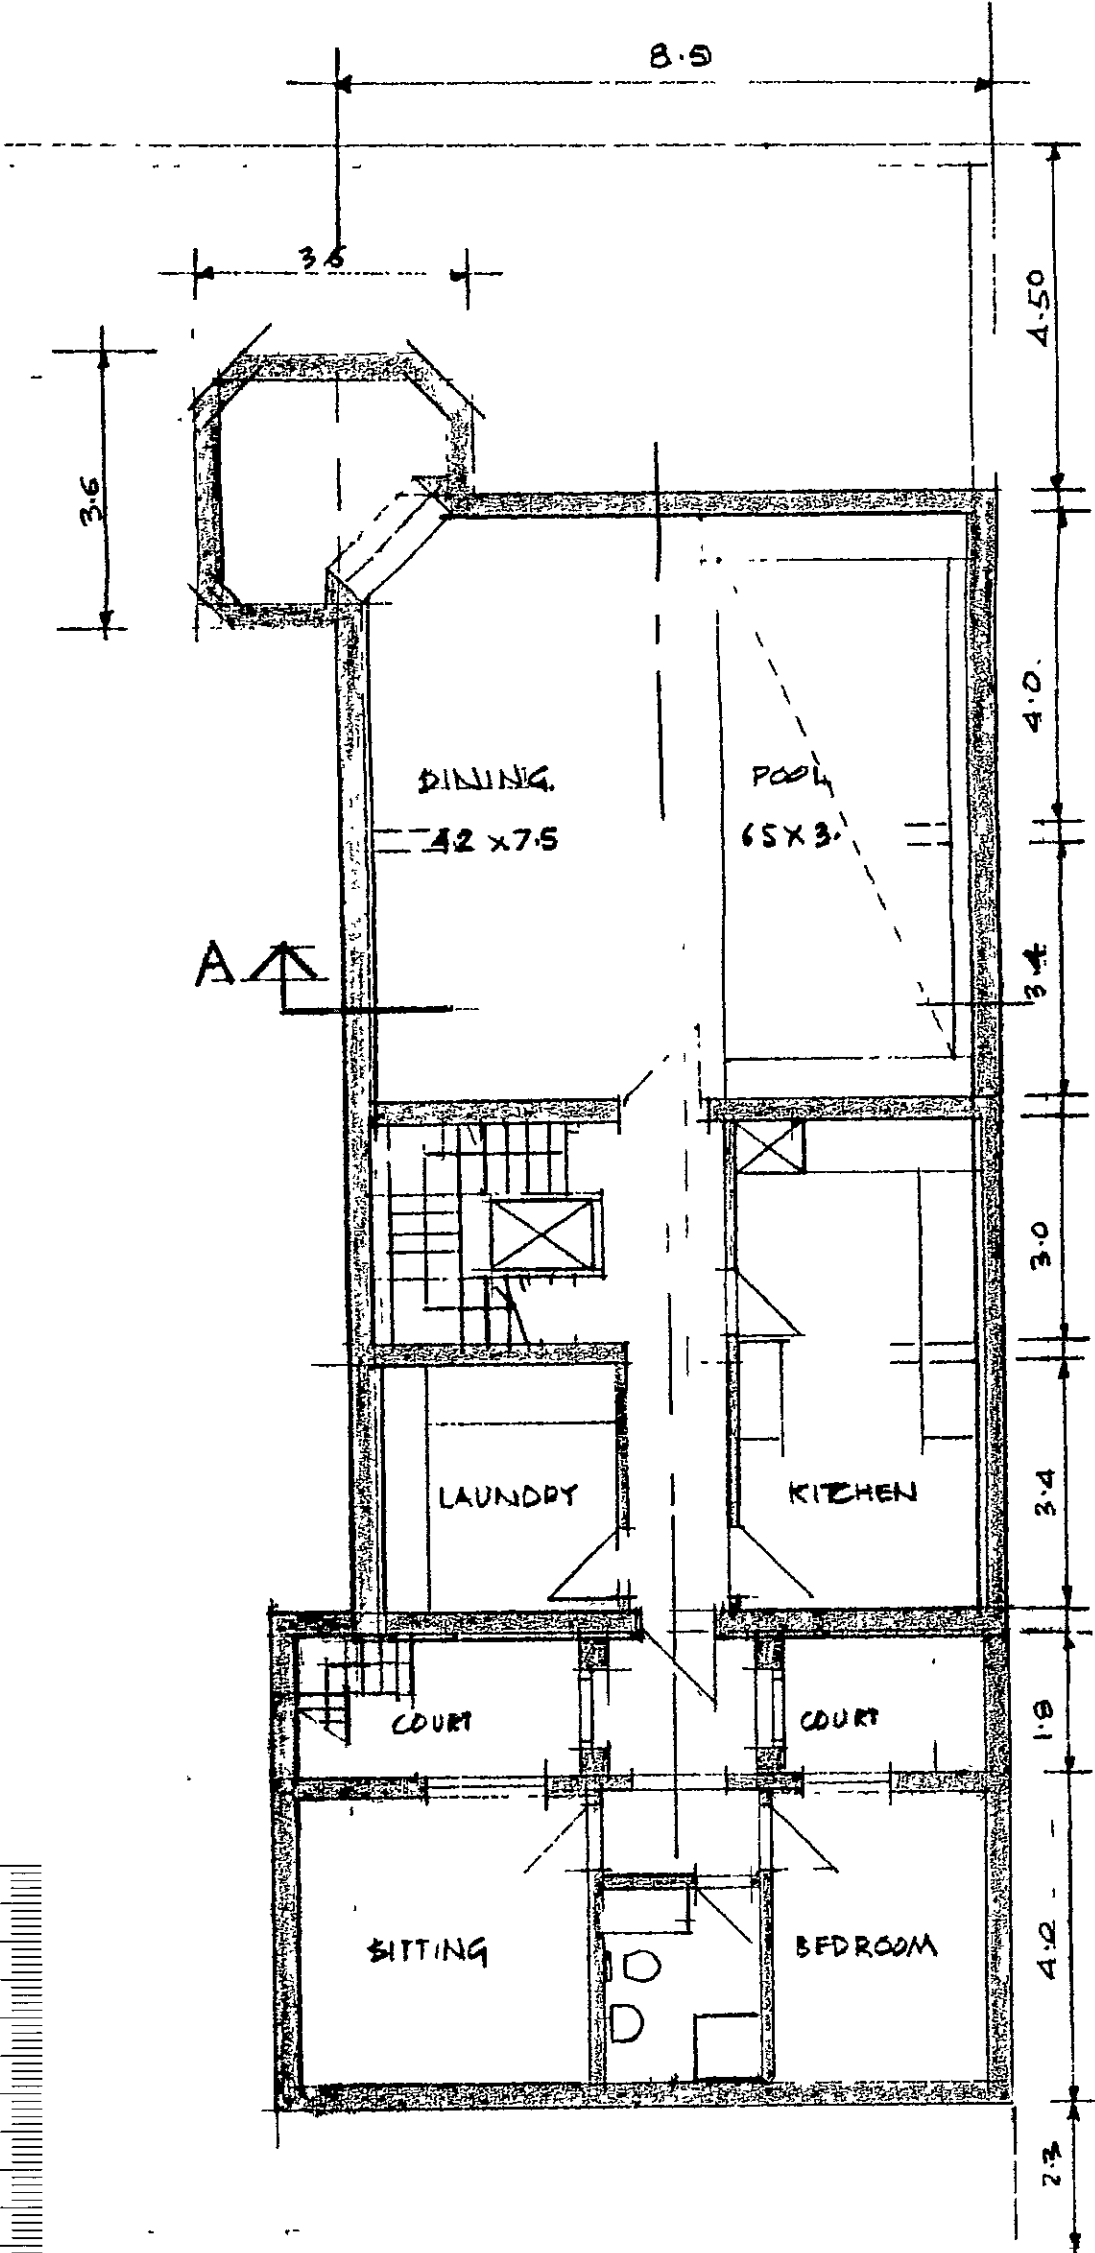 8.5
3.6
4.50
3.6
4.0.
DINING.
4.2 x 7.5
POOL
6 5 X 3.
A
3.4
3.0
LAUNDRY
KITCHEN
3.4
COURT
COURT
1.8
SITTING
BEDROOM
4.2
2.3